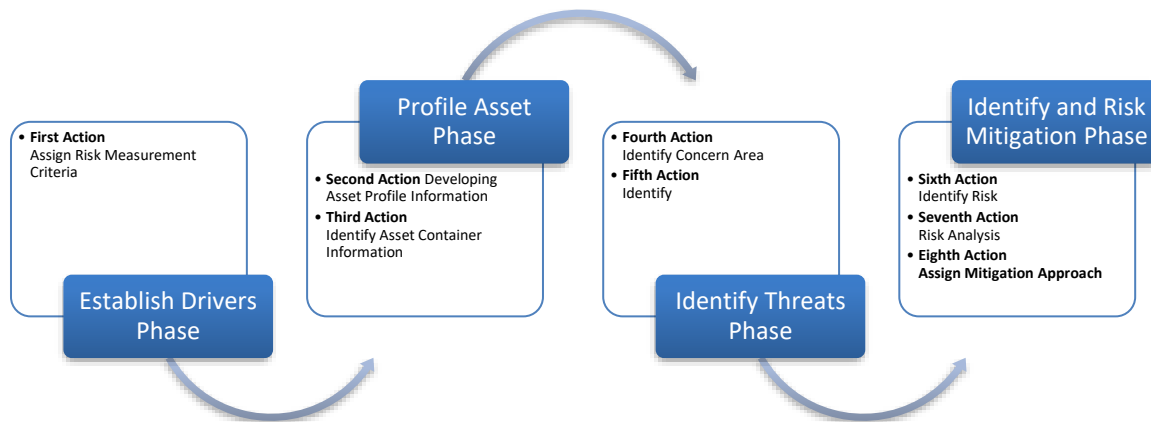 Establish Drivers
Phase
• First Action
Assign Risk Measurement
Criteria
Profile Asset
Phase
• Second Action Developing
Asset Profile Information
• Third Action
Identify Asset Container
Information
Identify Threats
Phase
• Fourth Action
Identify Concern Area
• Fifth Action
Identify
Identify and Risk
Mitigation Phase
• Sixth Action
Identify Risk
• Seventh Action
Risk Analysis
• Eighth Action
Assign Mitigation Approach